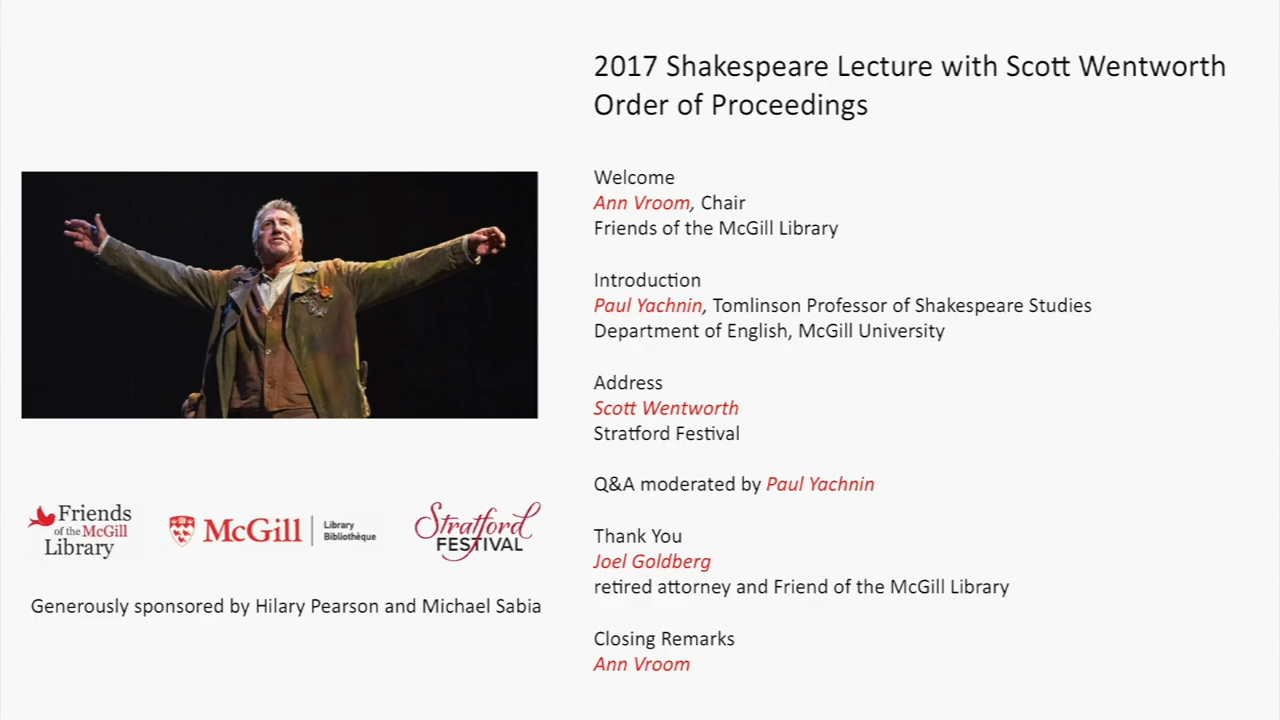 2017 Shakespeare Lecture with Scott Wentworth
Order of Proceedings
Welcome
Ann Vroom, Chair
Friends of the McGill Library
Introduction
Paul Yachnin, Tomlinson Professor of Shakespeare Studies
Department of English, McGill University
Address
Scott Wentworth
Stratford Festival
Q&A moderated by Paul Yachnin
Thank You
Joel Goldberg
retired attorney and Friend of the McGill Library
Closing Remarks
Ann Vroom
Friends
of the McGill
Library
McGill
Library
Bibliothèque
Stratford
FESTIVAL
Generously sponsored by Hilary Pearson and Michael Sabia